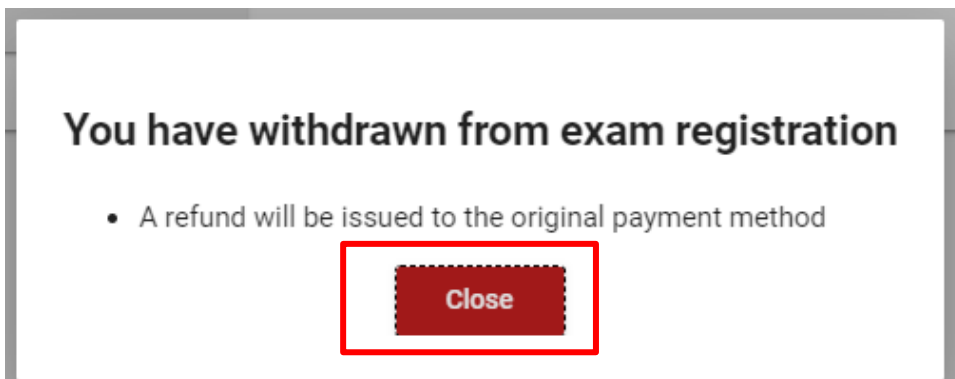 You have withdrawn from exam registration
• A refund will be issued to the original payment method
Close